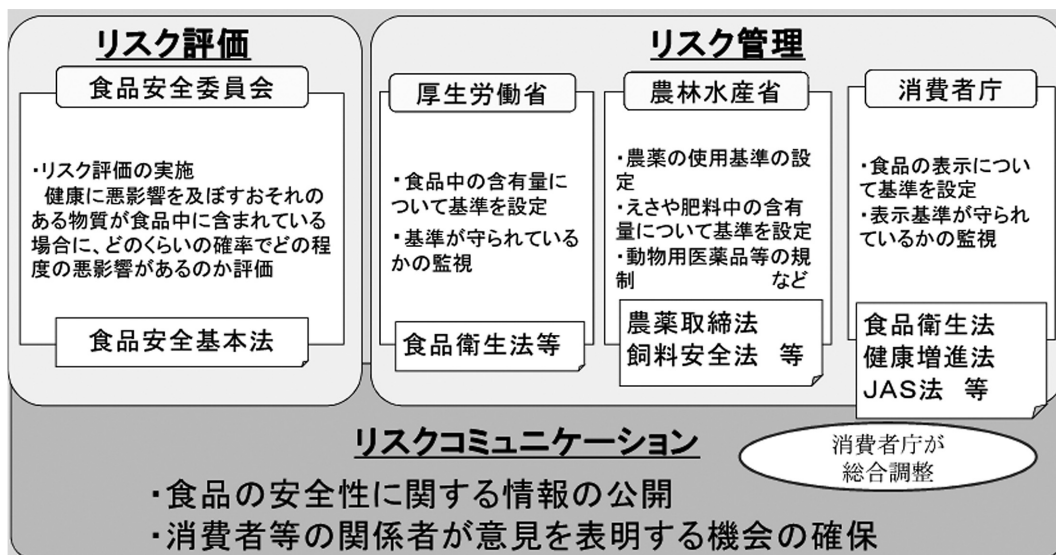 リスク評価
食品安全委員会
・リスク評価の実施
健康に悪影響を及ぼすおそれの
ある物質が食品中に含まれている
場合に、どのくらいの確率でどの程
度の悪影響があるのか評価
食品安全基本法
リスク管理
厚生労働省
・食品中の含有量に
ついて基準を設定
・基準が守られている
かの監視
食品衛生法等
農林水産省
・農薬の使用基準の設
定
・えさや肥料中の含有
量について基準を設定
・動物用医薬品等の規
制 など
農薬取締法
飼料安全法 等
消費者庁
・食品の表示につい
て基準を設定
・表示基準が守られ
ているかの監視
食品衛生法
健康増進法
JAS法 等
リスクコミュニケーション
消費者庁が
総合調整
・食品の安全性に関する情報の公開
・消費者等の関係者が意見を表明する機会の確保